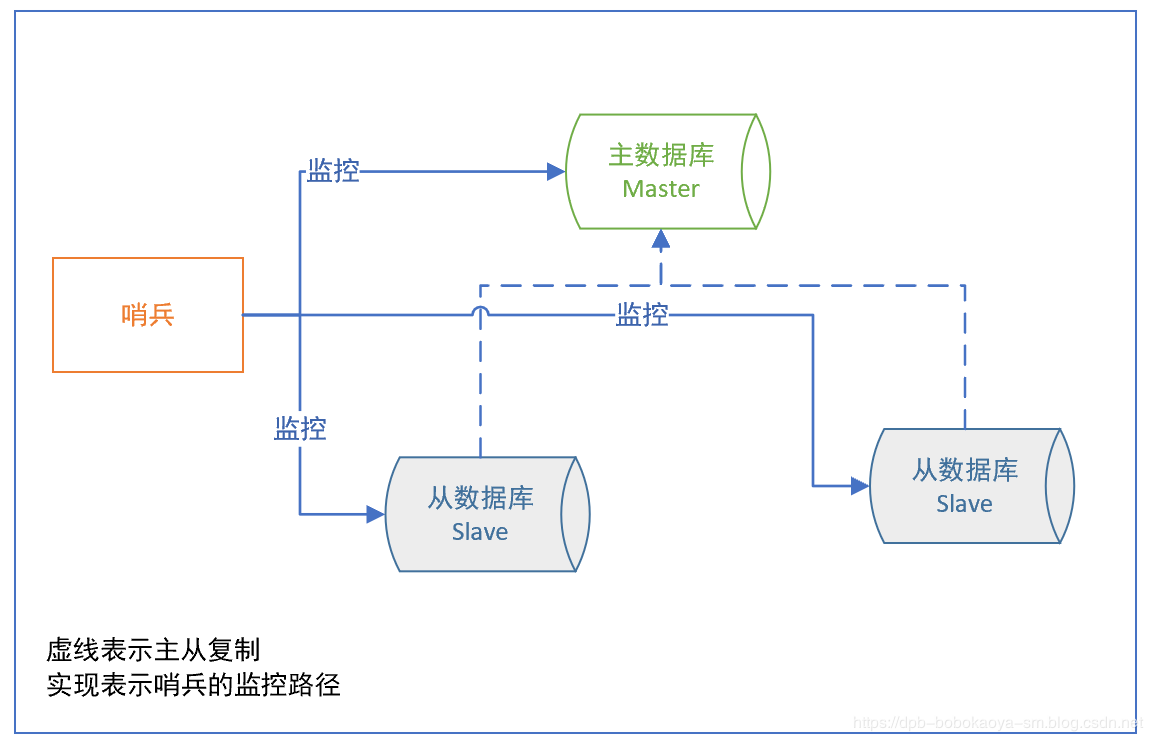 主数据库
Master
监控
哨兵
监控
监控
从数据库
Slave
从数据库
Slave
虚线表示主从复制
实现表示哨兵的监控路径
https://dpb-bobokaoya-sm.blog.csdn.net